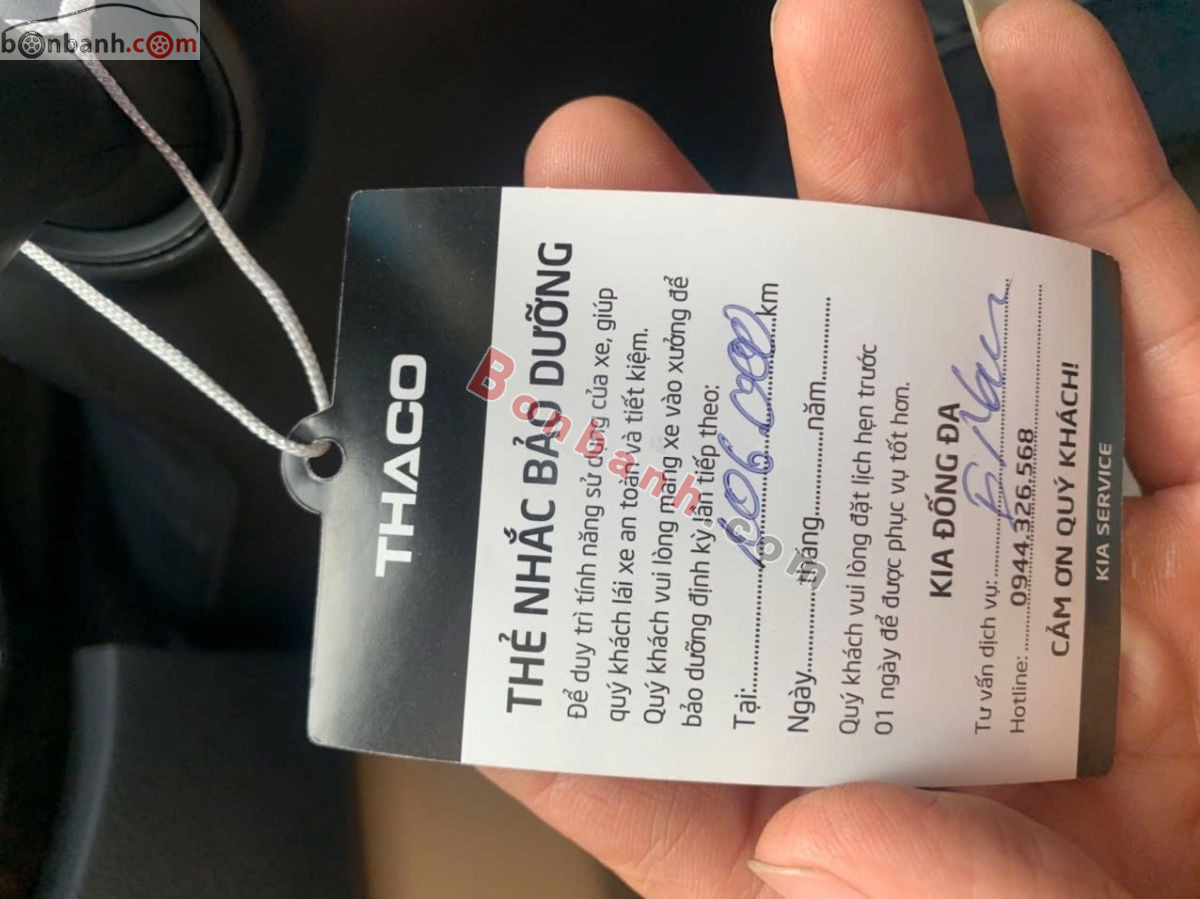 bonbanh.com
THACO
THẺ NHẮC BẢO DƯỠNG
Để duy trì tính năng sử dụng của xe, giúp
quý khách lái xe an toàn và tiết kiệm.
Quý khách vui lòng mang xe vào xưởng để
bảo dưỡng định kỳ lần tiếp theo:
Tại:..........106.000..........km
Ngày..........tháng..........năm..........
Quý khách vui lòng đặt lịch hẹn trước
01 ngày để được phục vụ tốt hơn.
KIA ĐỐNG ĐA
Tư vấn dịch vụ:..........
Hotline: ..........0944.326.568..........
CẢM ƠN QUÝ KHÁCH!
KIA SERVICE
Bonbanh.com